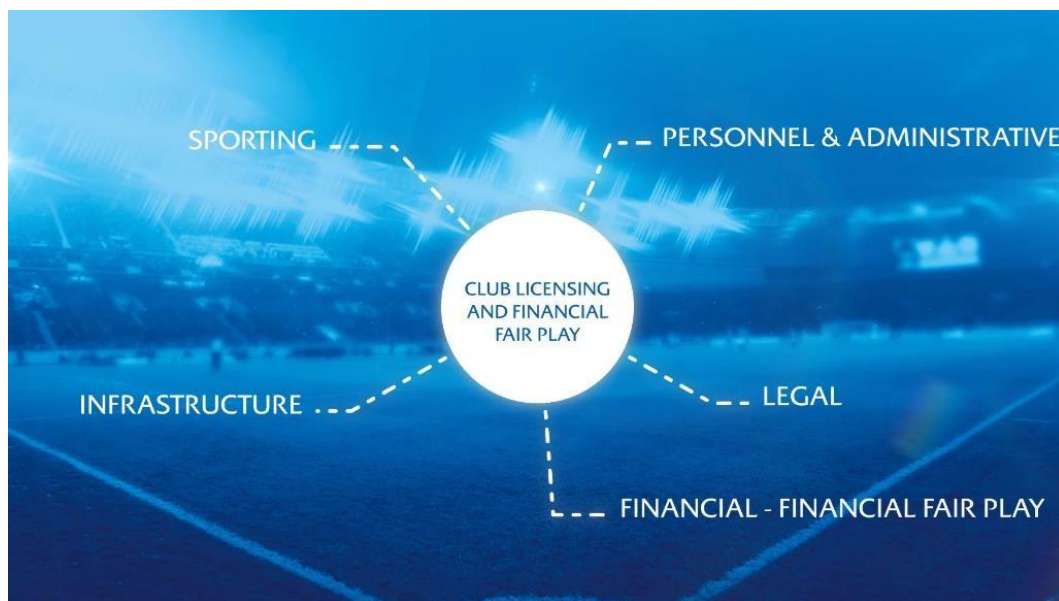 SPORTING
PERSONNEL & ADMINISTRATIVE
CLUB LICENSING
AND FINANCIAL
FAIR PLAY
INFRASTRUCTURE
LEGAL
FINANCIAL - FINANCIAL FAIR PLAY